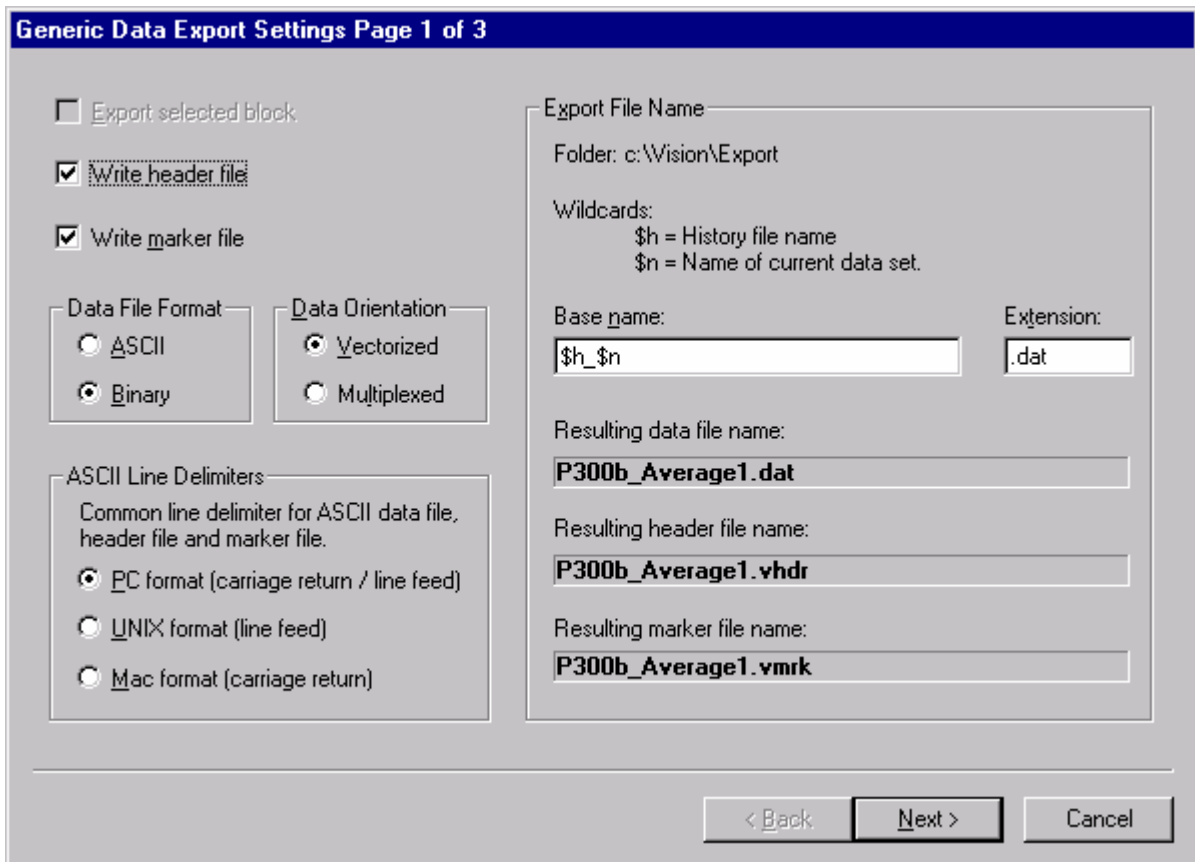 Generic Data Export Settings Page 1 of 3
Export selected block
Write header file
Write marker file
Data File Format
ASCII
Binary
Data Orientation
Vectorized
Multiplexed
ASCII Line Delimiters
Common line delimiter for ASCII data file,
header file and marker file.
PC format (carriage return / line feed)
UNIX format (line feed)
Mac format (carriage return)
Export File Name
Folder: c:\Vision\Export
Wildcards:
$h = History file name
$n = Name of current data set.
Base name:
$h_$n
Extension:
.dat
Resulting data file name:
P300b_Average1.dat
Resulting header file name:
P300b_Average1.vhdr
Resulting marker file name:
P300b_Average1.vmrk
< Back
Next >
Cancel